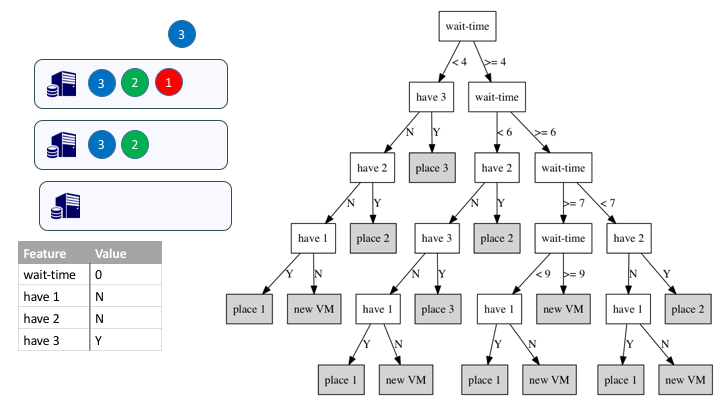 3
3 2 1
3 2
Feature Value
wait-time 0
have 1 N
have 2 N
have 3 Y
wait-time
< 4 >= 4
have 3 wait-time
N Y < 6 >= 6
have 2 place 3 have 2 wait-time
N Y N Y >= 7 < 7
have 1 place 2 have 3 place 2 wait-time have 2
Y N N Y < 9 >= 9 N Y
place 1 new VM have 1 place 3 have 1 new VM have 1 place 2
Y N Y N Y N
place 1 new VM place 1 new VM place 1 new VM